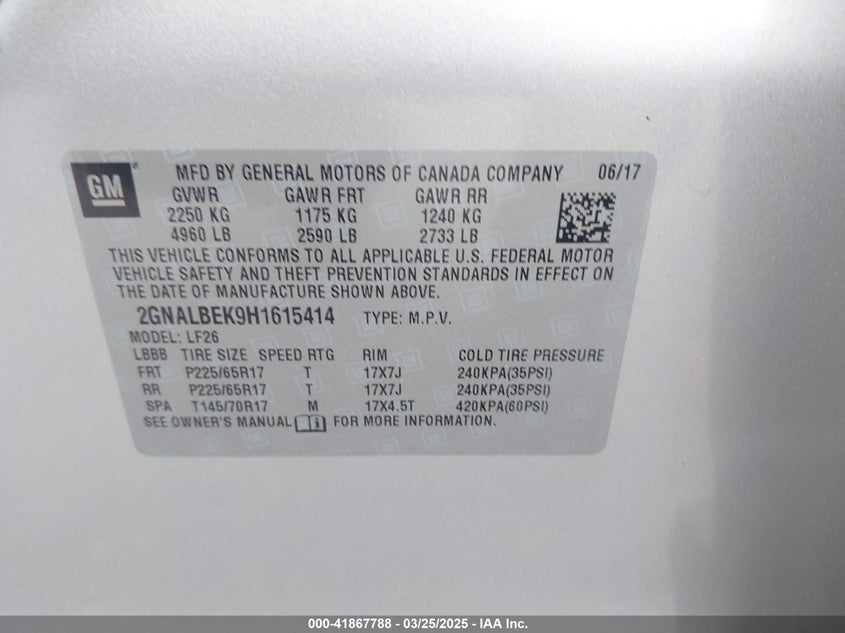 GM
MFD BY GENERAL MOTORS OF CANADA COMPANY 06/17
GVWR GAWR FRT GAWR RR
2250 KG 1175 KG 1240 KG
4960 LB 2590 LB 2733 LB
THIS VEHICLE CONFORMS TO ALL APPLICABLE U.S. FEDERAL MOTOR
VEHICLE SAFETY AND THEFT PREVENTION STANDARDS IN EFFECT ON
THE DATE OF MANUFACTURE SHOWN ABOVE.
2GNALBEK9H1615414 TYPE: M.P.V.
MODEL: LF26
LBBB TIRE SIZE SPEED RTG RIM COLD TIRE PRESSURE
FRT P225/65R17 T 17X7J 240KPA(35PSI)
RR P225/65R17 T 17X7J 240KPA(35PSI)
SPA T145/70R17 M 17X4.5T 420KPA(60PSI)
SEE OWNER'S MANUAL FOR MORE INFORMATION.
000-41867788 - 03/25/2025 - IAA Inc.